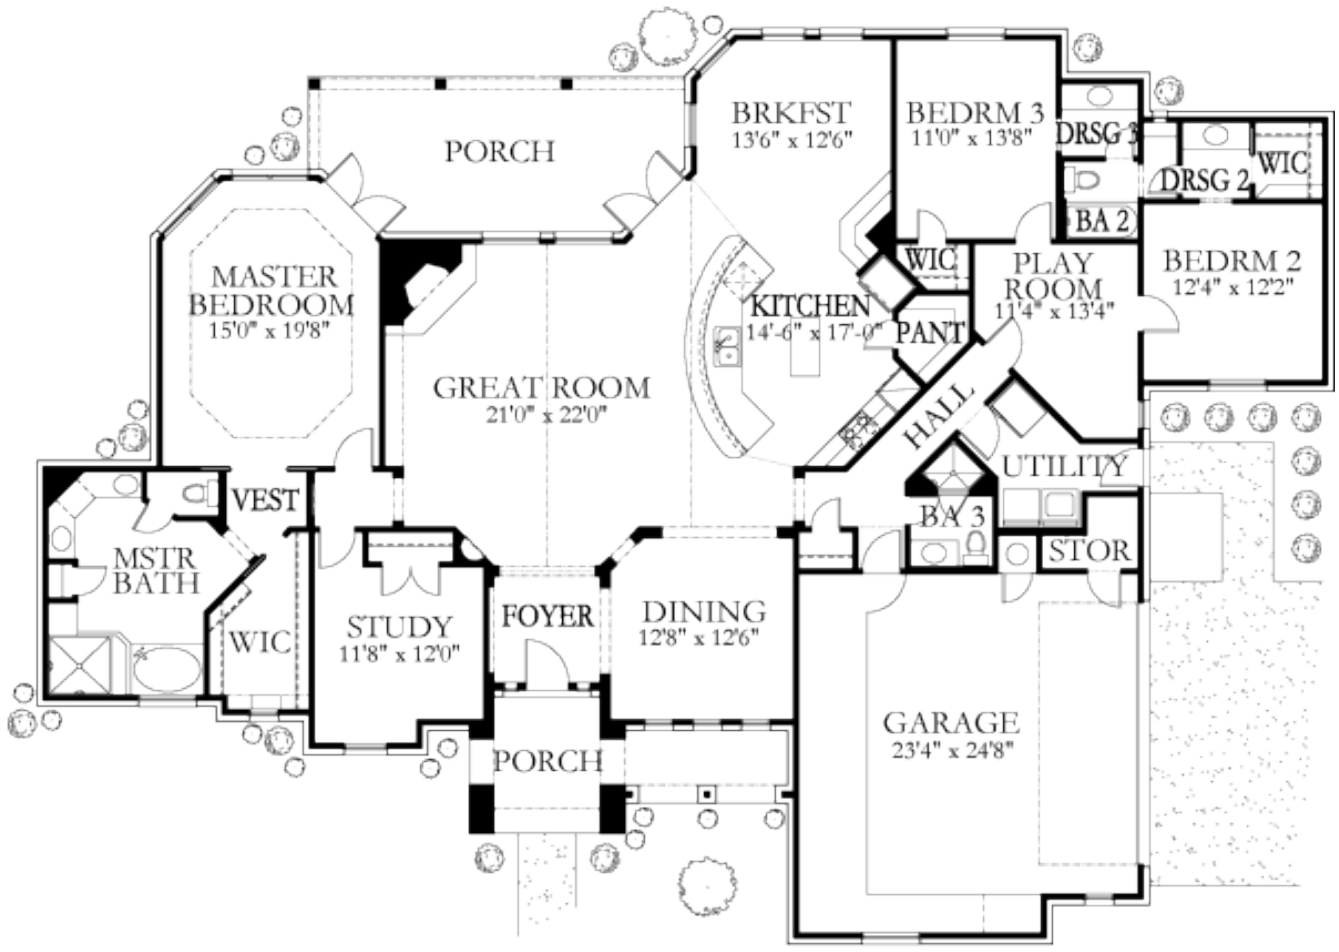 BRKFST
13'6" x 12'6"
BEDRM 3
11'0" x 13'8"
DRSG 3
PORCH
WIC
DRSG 2
BA 2
MASTER
BEDROOM
15'0" x 19'8"
WIC
PLAY
ROOM
11'4" x 13'4"
BEDRM 2
12'4" x 12'2"
KITCHEN
14'-6" x 17'-0"
PANT
GREAT ROOM
21'0" x 22'0"
HALL
UTILITY
VEST
BA 3
MSTR
BATH
STOR
FOYER
DINING
12'8" x 12'6"
STUDY
11'8" x 12'0"
WIC
GARAGE
23'4" x 24'8"
PORCH